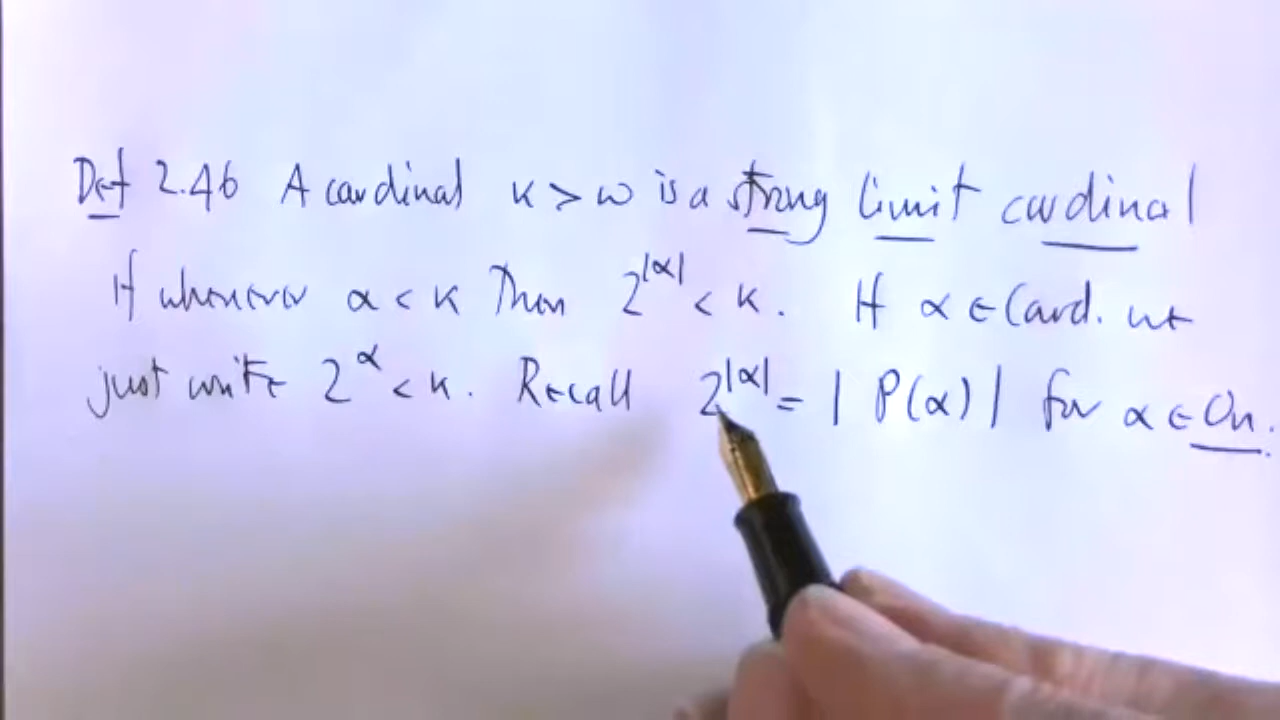 Def 2.46 A cardinal κ > ω is a strong limit cardinal
If whenever α < κ Then 2^|α| < κ. If α ∈ Card. we
just write 2^α < κ. Recall 2^|α| = | P(α) | for α ∈ On.